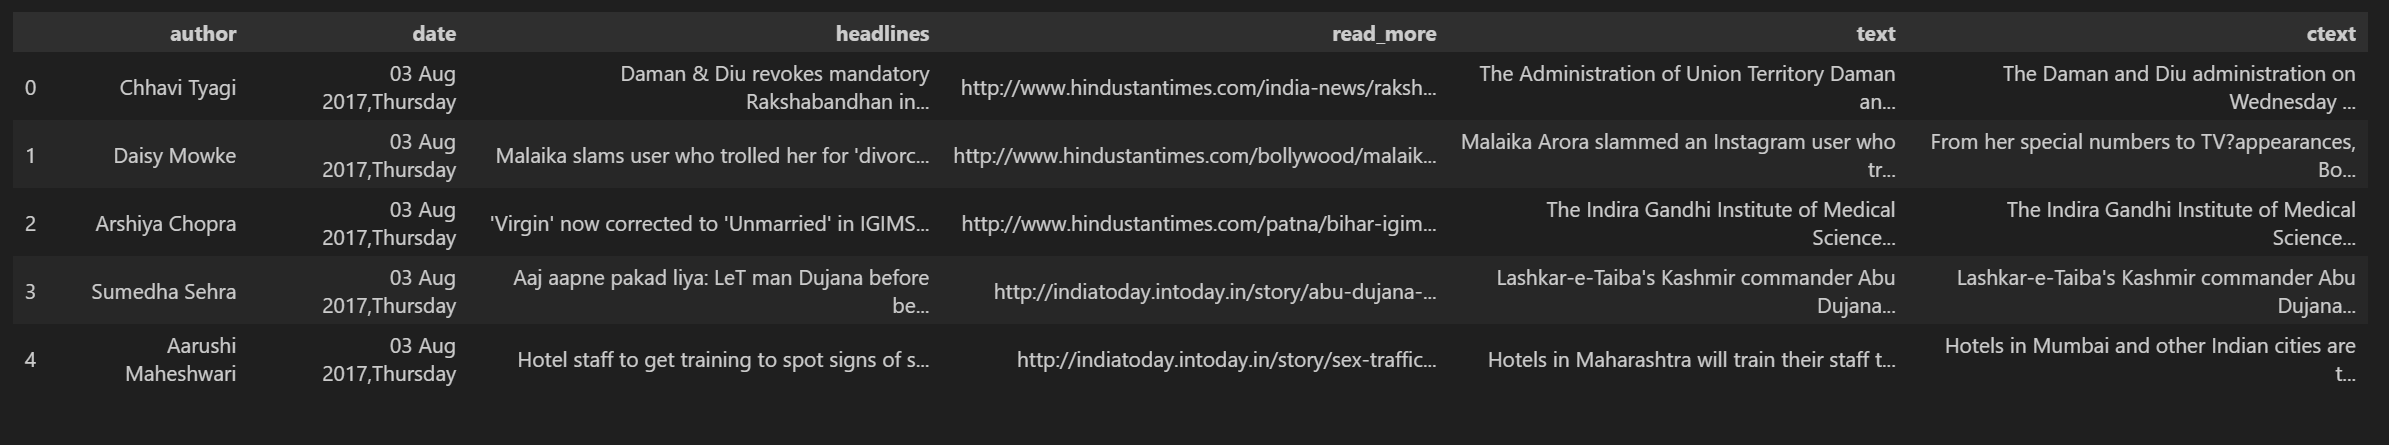 author date headlines read_more text ctext
0 Chhavi Tyagi 03 Aug 2017,Thursday Daman & Diu revokes mandatory Rakshabandhan in... http://www.hindustantimes.com/india-news/raksh... The Administration of Union Territory Daman an... The Daman and Diu administration on Wednesday ...
1 Daisy Mowke 03 Aug 2017,Thursday Malaika slams user who trolled her for 'divorc... http://www.hindustantimes.com/bollywood/malaik... Malaika Arora slammed an Instagram user who tr... From her special numbers to TV?appearances, Bo...
2 Arshiya Chopra 03 Aug 2017,Thursday 'Virgin' now corrected to 'Unmarried' in IGIMS... http://www.hindustantimes.com/patna/bihar-igim... The Indira Gandhi Institute of Medical Science... The Indira Gandhi Institute of Medical Science...
3 Sumedha Sehra 03 Aug 2017,Thursday Aaj aapne pakad liya: LeT man Dujana before be... http://indiatoday.intoday.in/story/abu-dujana-... Lashkar-e-Taiba's Kashmir commander Abu Dujana... Lashkar-e-Taiba's Kashmir commander Abu Dujana...
4 Aarushi Maheshwari 03 Aug 2017,Thursday Hotel staff to get training to spot signs of s... http://indiatoday.intoday.in/story/sex-traffic... Hotels in Maharashtra will train their staff t... Hotels in Mumbai and other Indian cities are t...